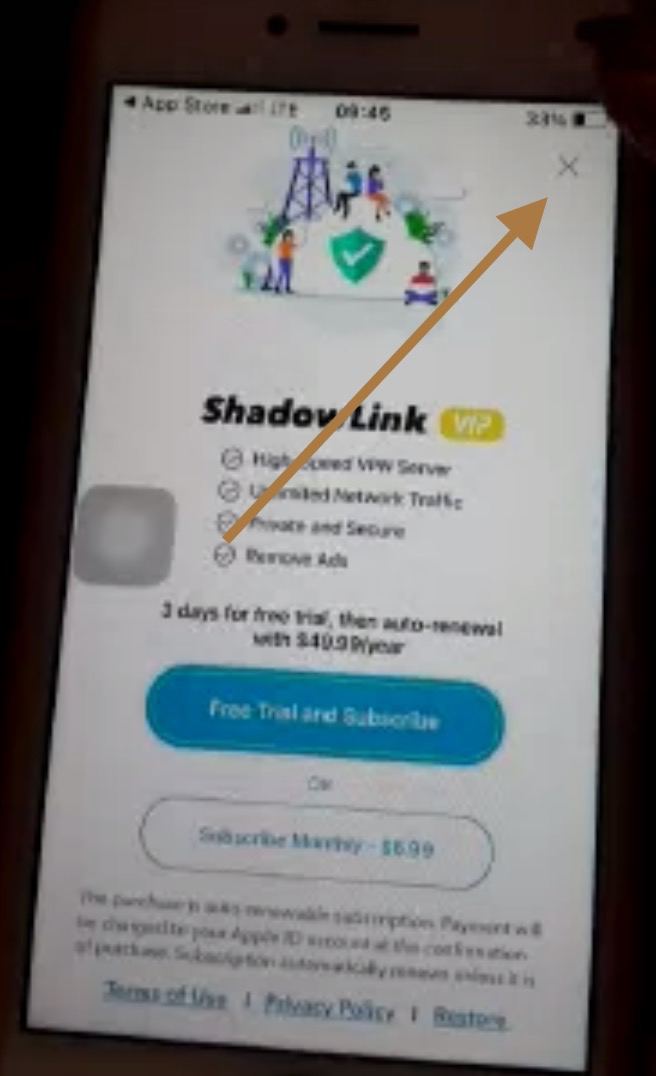 ◀ App Store LTE 09:46 33%
ShadowLink VIP
High-Speed VPN Server
Unlimited Network Traffic
Private and Secure
Remove Ads
3 days for free trial, then auto-renewal
with $49.99/year
Free Trial and Subscribe
OR
Subscribe Monthly - $6.99
The purchase is auto-renewable subscription. Payment will
be charged to your Apple ID account at the confirmation
of purchase. Subscription automatically renews unless it is
Terms of Use | Privacy Policy | Restore